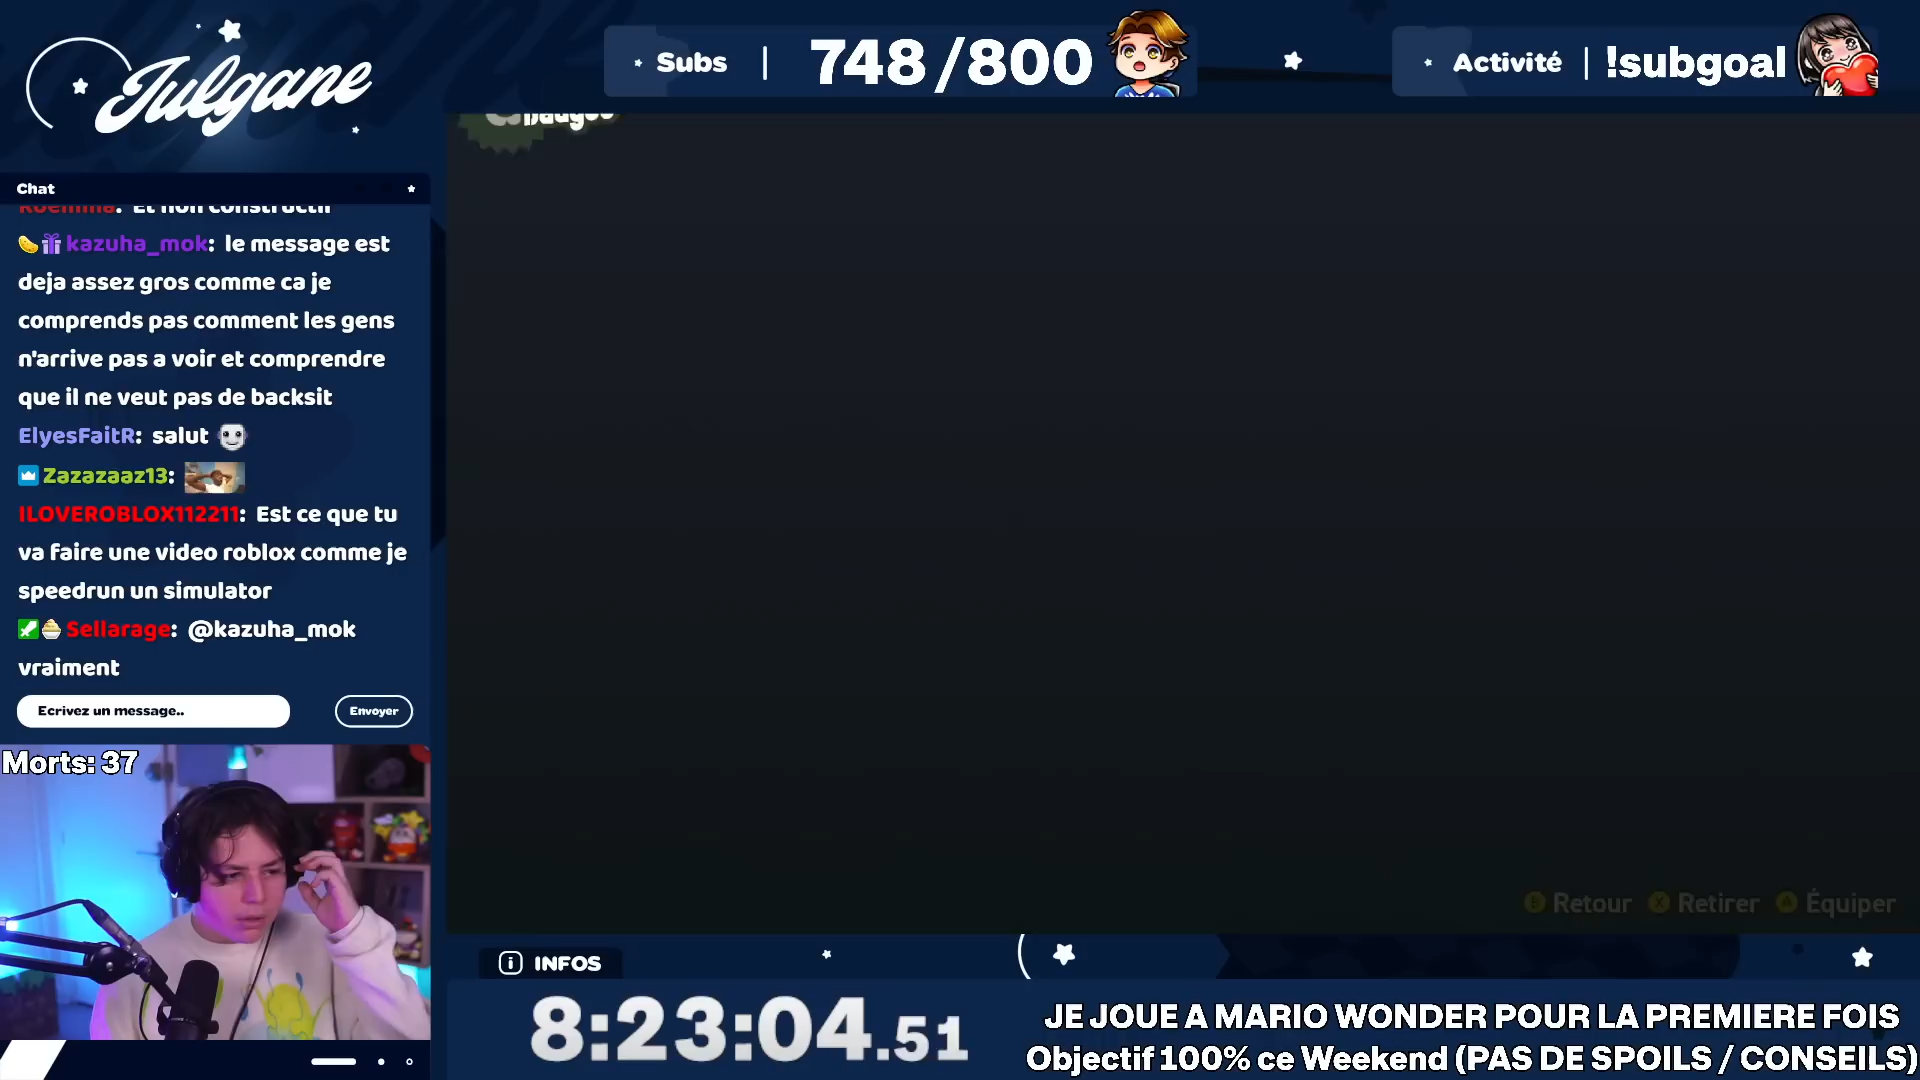 Julgane
Subs | 748/800
Activité | !subgoal
Badges
Chat
Et non constructif
kazuha_mok: le message est
deja assez gros comme ca je
comprends pas comment les gens
n'arrive pas a voir et comprendre
que il ne veut pas de backsit
ElyesFaitR: salut
Zazazaaz13:
ILOVEROBLOX112211: Est ce que tu
va faire une video roblox comme je
speedrun un simulator
Sellarage: @kazuha_mok
vraiment
Ecrivez un message..
Envoyer
Morts: 37
B Retour X Retirer A Équiper
INFOS
8:23:04.51
JE JOUE A MARIO WONDER POUR LA PREMIERE FOIS
Objectif 100% ce Weekend (PAS DE SPOILS / CONSEILS)